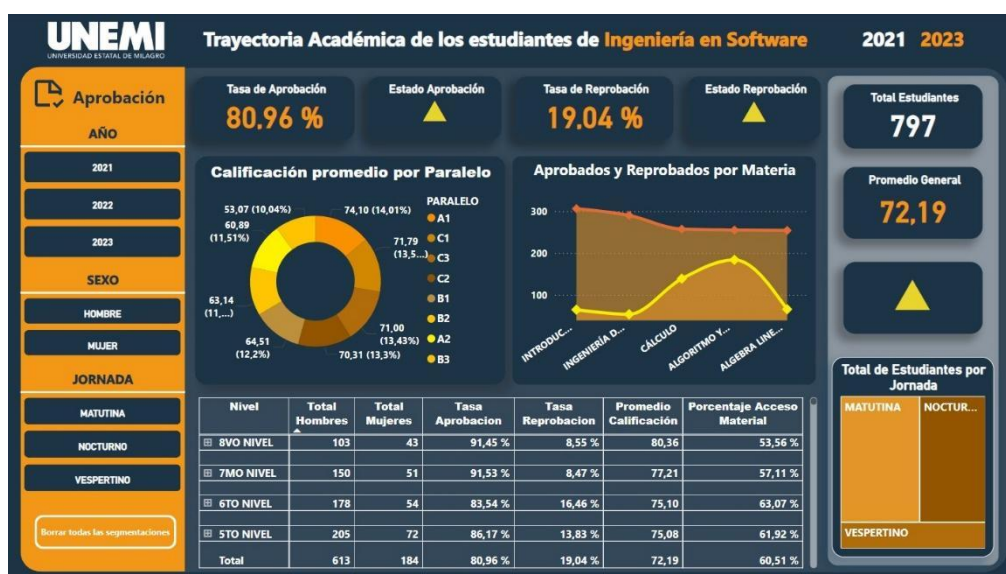 UNEMI
UNIVERSIDAD ESTATAL DE MILAGRO
Trayectoria Académica de los estudiantes de Ingeniería en Software
2021 2023
Aprobación
AÑO
2021
2022
2023
SEXO
HOMBRE
MUJER
JORNADA
MATUTINA
NOCTURNO
VESPERTINO
Borrar todas las segmentaciones
Tasa de Aprobación
80,96 %
Estado Aprobación
Tasa de Reprobación
19,04 %
Estado Reprobación
Calificación promedio por Paralelo
53,07 (10,04%)
74,10 (14,01%)
60,89
(11,51%)
71,79
(13,5...)
63,14
(11,...)
71,00
(13,43%)
64,51
(12,2%)
70,31 (13,3%)
PARALELO
A1
C1
C3
C2
B1
B2
A2
B3
Aprobados y Reprobados por Materia
300
200
100
INTRODUC...
INGENIERÍA D...
CÁLCULO
ALGORITMO Y...
ALGEBRA LINE...
Nivel Total Hombres Total Mujeres Tasa Aprobacion Tasa Reprobacion Promedio Calificación Porcentaje Acceso Material
8VO NIVEL 103 43 91,45 % 8,55 % 80,36 53,56 %
7MO NIVEL 150 51 91,53 % 8,47 % 77,21 57,11 %
6TO NIVEL 178 54 83,54 % 16,46 % 75,10 63,07 %
5TO NIVEL 205 72 86,17 % 13,83 % 75,08 61,92 %
Total 613 184 80,96 % 19,04 % 72,19 60,51 %
Total Estudiantes
797
Promedio General
72,19
Total de Estudiantes por
Jornada
MATUTINA
NOCTUR...
VESPERTINO